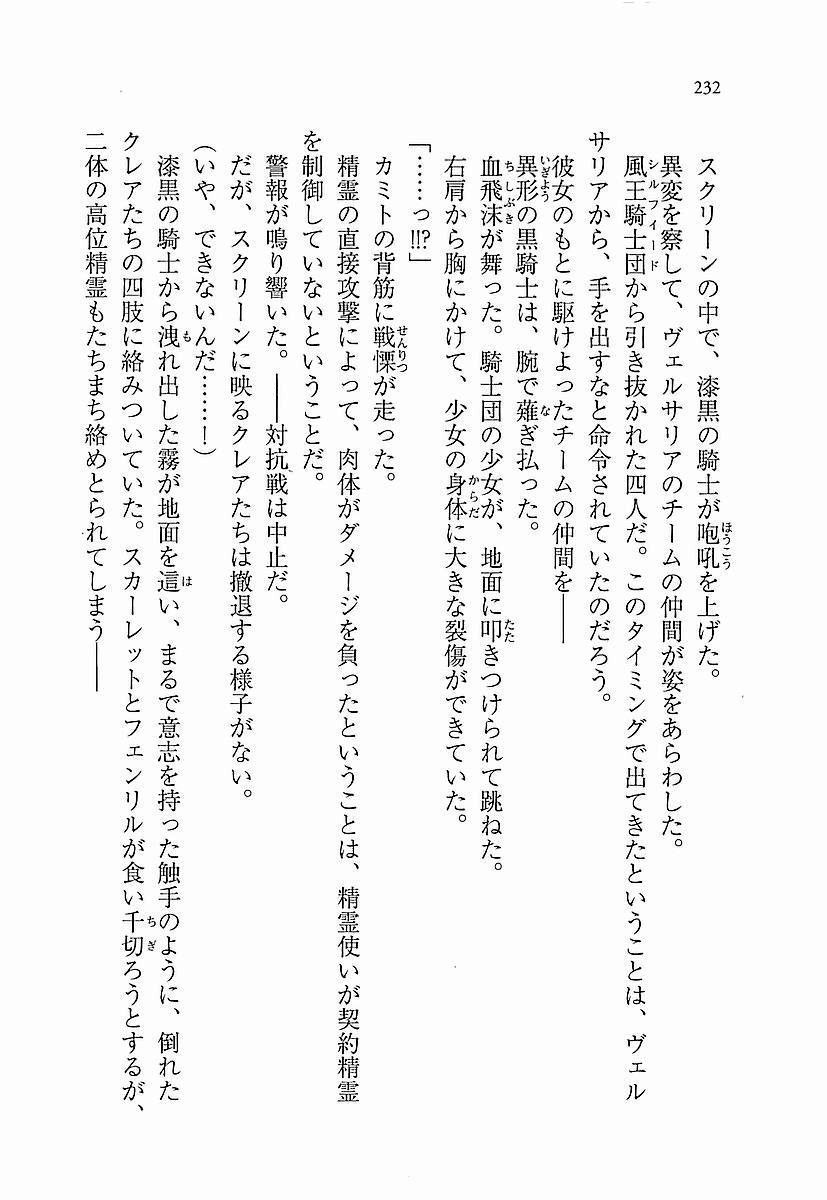 232
スクリーンの中で、漆黒の騎士が咆吼を上げた。
異変を察して、ヴェルサリアのチームの仲間が姿をあらわした。
風王騎士団から引き抜かれた四人だ。このタイミングで出てきたということは、ヴェル
サリアから、手を出すなと命令されていたのだろう。
彼女のもとに駆けよったチームの仲間を――
異形の黒騎士は、腕で薙ぎ払った。
血飛沫が舞った。騎士団の少女が、地面に叩きつけられて跳ねた。
右肩から胸にかけて、少女の身体に大きな裂傷ができていた。
「……っ!!?」
カミトの背筋に戦慄が走った。
精霊の直接攻撃によって、肉体がダメージを負ったということは、精霊使いが契約精霊
を制御していないということだ。
警報が鳴り響いた。――対抗戦は中止だ。
だが、スクリーンに映るクレアたちは撤退する様子がない。
(いや、できないんだ……！)
漆黒の騎士から洩れ出した霧が地面を這い、まるで意志を持った触手のように、倒れた
クレアたちの四肢に絡みついていた。スカーレットとフェンリルが食い千切ろうとするが、
二体の高位精霊もたちまち絡めとられてしまう――